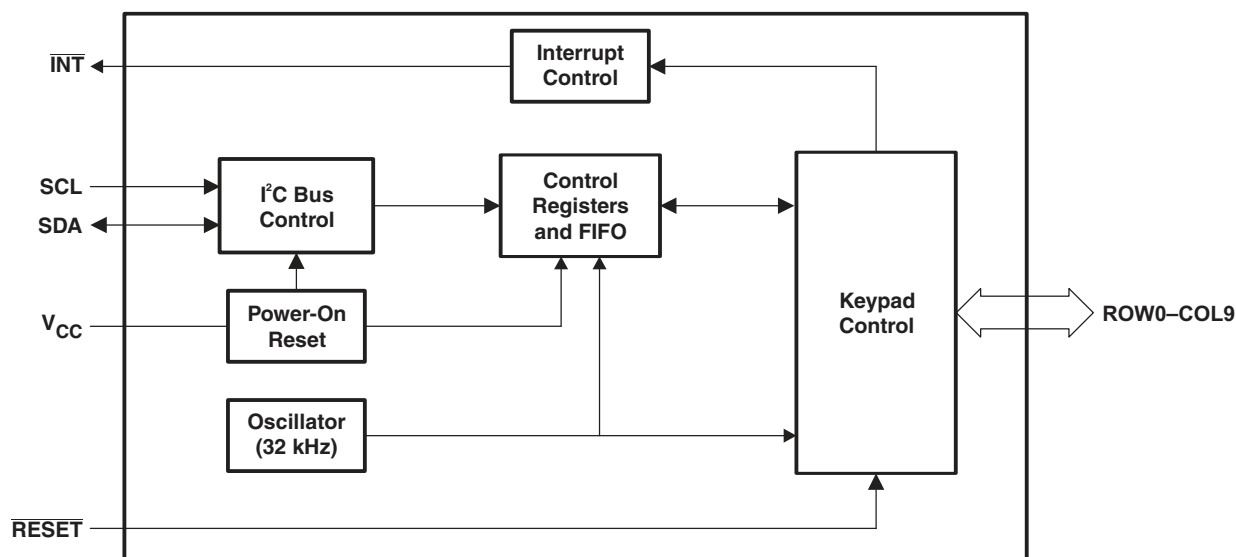 INT
Interrupt
Control
SCL
SDA
I²C Bus
Control
Control
Registers
and FIFO
Keypad
Control
ROW0–COL9
VCC
Power-On
Reset
Oscillator
(32 kHz)
RESET